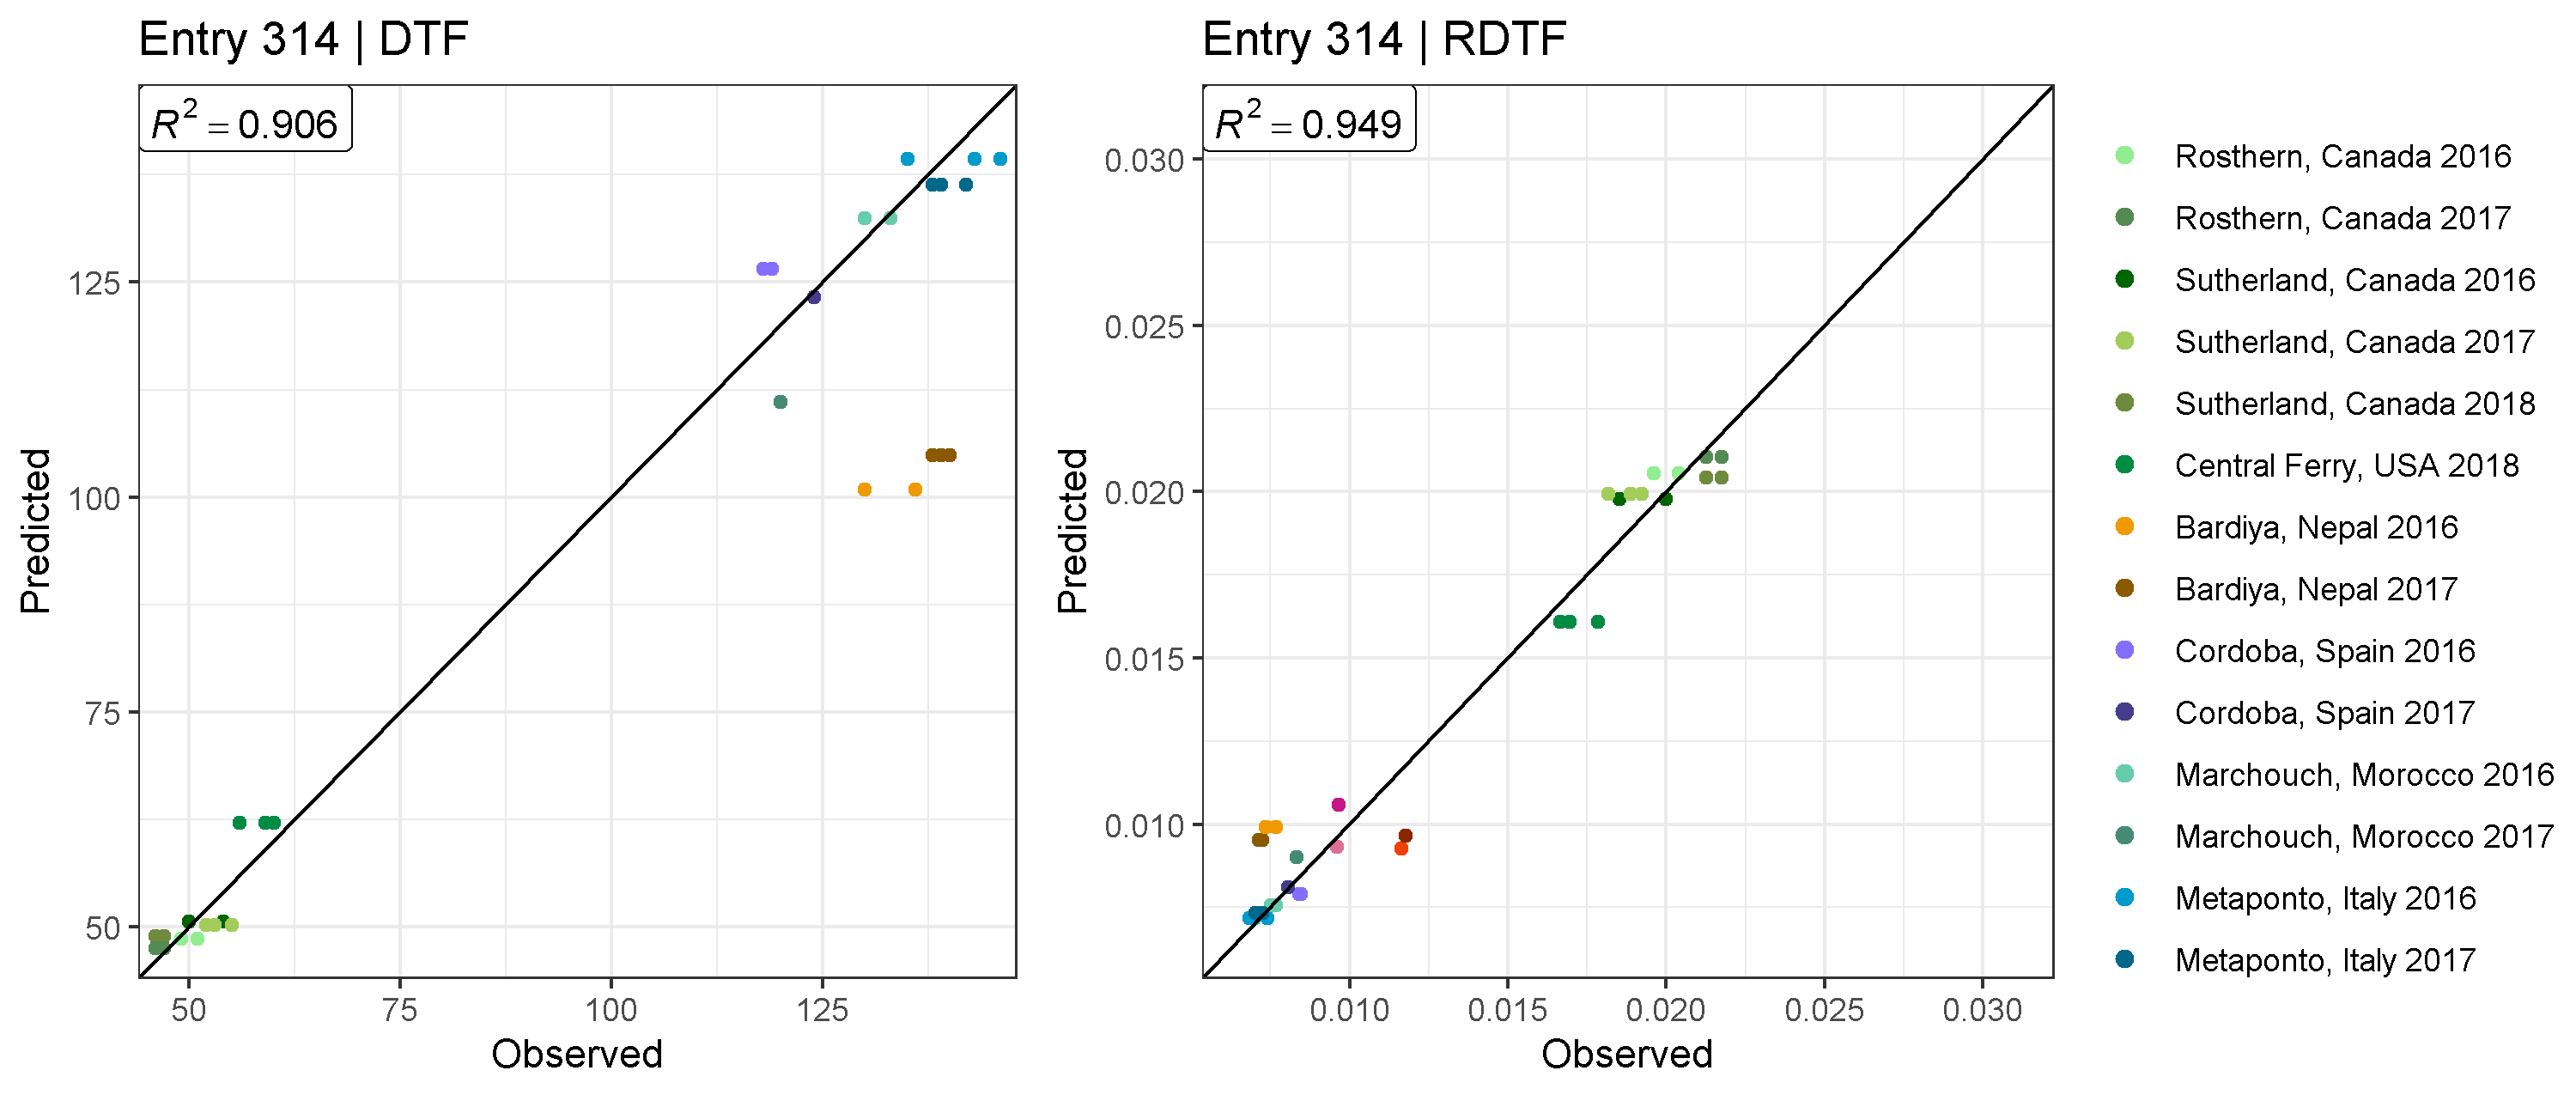 Entry 314 | DTF
R² = 0.906
125
100
75
50
50 75 100 125
Observed
Predicted
Entry 314 | RDTF
R² = 0.949
0.030
0.025
0.020
0.015
0.010
0.010 0.015 0.020 0.025 0.030
Observed
Predicted
Rosthern, Canada 2016
Rosthern, Canada 2017
Sutherland, Canada 2016
Sutherland, Canada 2017
Sutherland, Canada 2018
Central Ferry, USA 2018
Bardiya, Nepal 2016
Bardiya, Nepal 2017
Cordoba, Spain 2016
Cordoba, Spain 2017
Marchouch, Morocco 2016
Marchouch, Morocco 2017
Metaponto, Italy 2016
Metaponto, Italy 2017